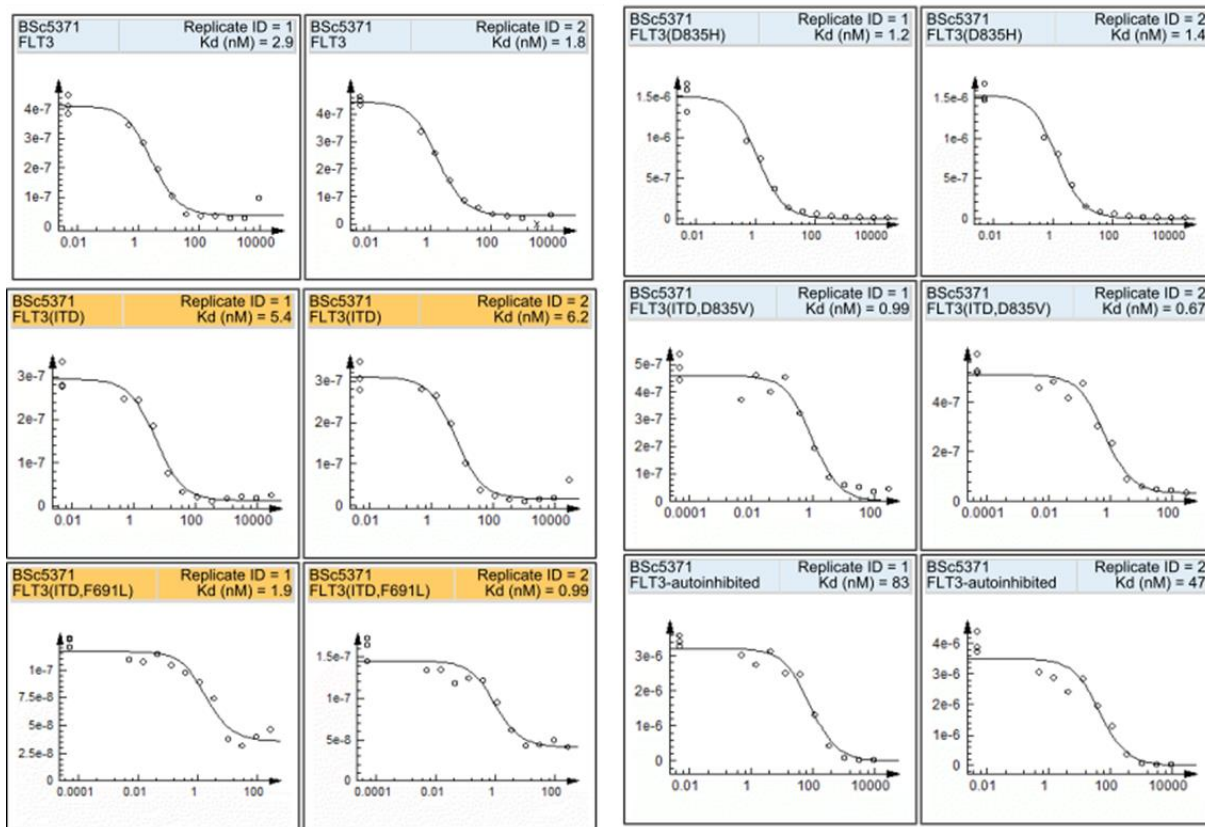 BSc5371 Replicate ID = 1
FLT3 Kd (nM) = 2.9
4e-7
3e-7
2e-7
1e-7
0
0.01 1 100 10000
BSc5371 Replicate ID = 2
FLT3 Kd (nM) = 1.8
4e-7
3e-7
2e-7
1e-7
0
0.01 1 100 10000
BSc5371 Replicate ID = 1
FLT3(D835H) Kd (nM) = 1.2
1.5e-6
1e-6
5e-7
0
0.01 1 100 10000
BSc5371 Replicate ID = 2
FLT3(D835H) Kd (nM) = 1.4
1.5e-6
1e-6
5e-7
0
0.01 1 100 10000
BSc5371 Replicate ID = 1
FLT3(ITD) Kd (nM) = 5.4
3e-7
2e-7
1e-7
0
0.01 1 100 10000
BSc5371 Replicate ID = 2
FLT3(ITD) Kd (nM) = 6.2
3e-7
2e-7
1e-7
0
0.01 1 100 10000
BSc5371 Replicate ID = 1
FLT3(ITD,D835V) Kd (nM) = 0.99
5e-7
4e-7
3e-7
2e-7
1e-7
0
0.0001 0.01 1 100
BSc5371 Replicate ID = 2
FLT3(ITD,D835V) Kd (nM) = 0.67
4e-7
2e-7
0
0.0001 0.01 1 100
BSc5371 Replicate ID = 1
FLT3(ITD,F691L) Kd (nM) = 1.9
1e-7
7.5e-8
5e-8
2.5e-8
0
0.0001 0.01 1 100
BSc5371 Replicate ID = 2
FLT3(ITD,F691L) Kd (nM) = 0.99
1.5e-7
1e-7
5e-8
0
0.0001 0.01 1 100
BSc5371 Replicate ID = 1
FLT3-autoinhibited Kd (nM) = 83
3e-6
2e-6
1e-6
0
0.01 1 100 10000
BSc5371 Replicate ID = 2
FLT3-autoinhibited Kd (nM) = 47
4e-6
3e-6
2e-6
1e-6
0
0.01 1 100 10000